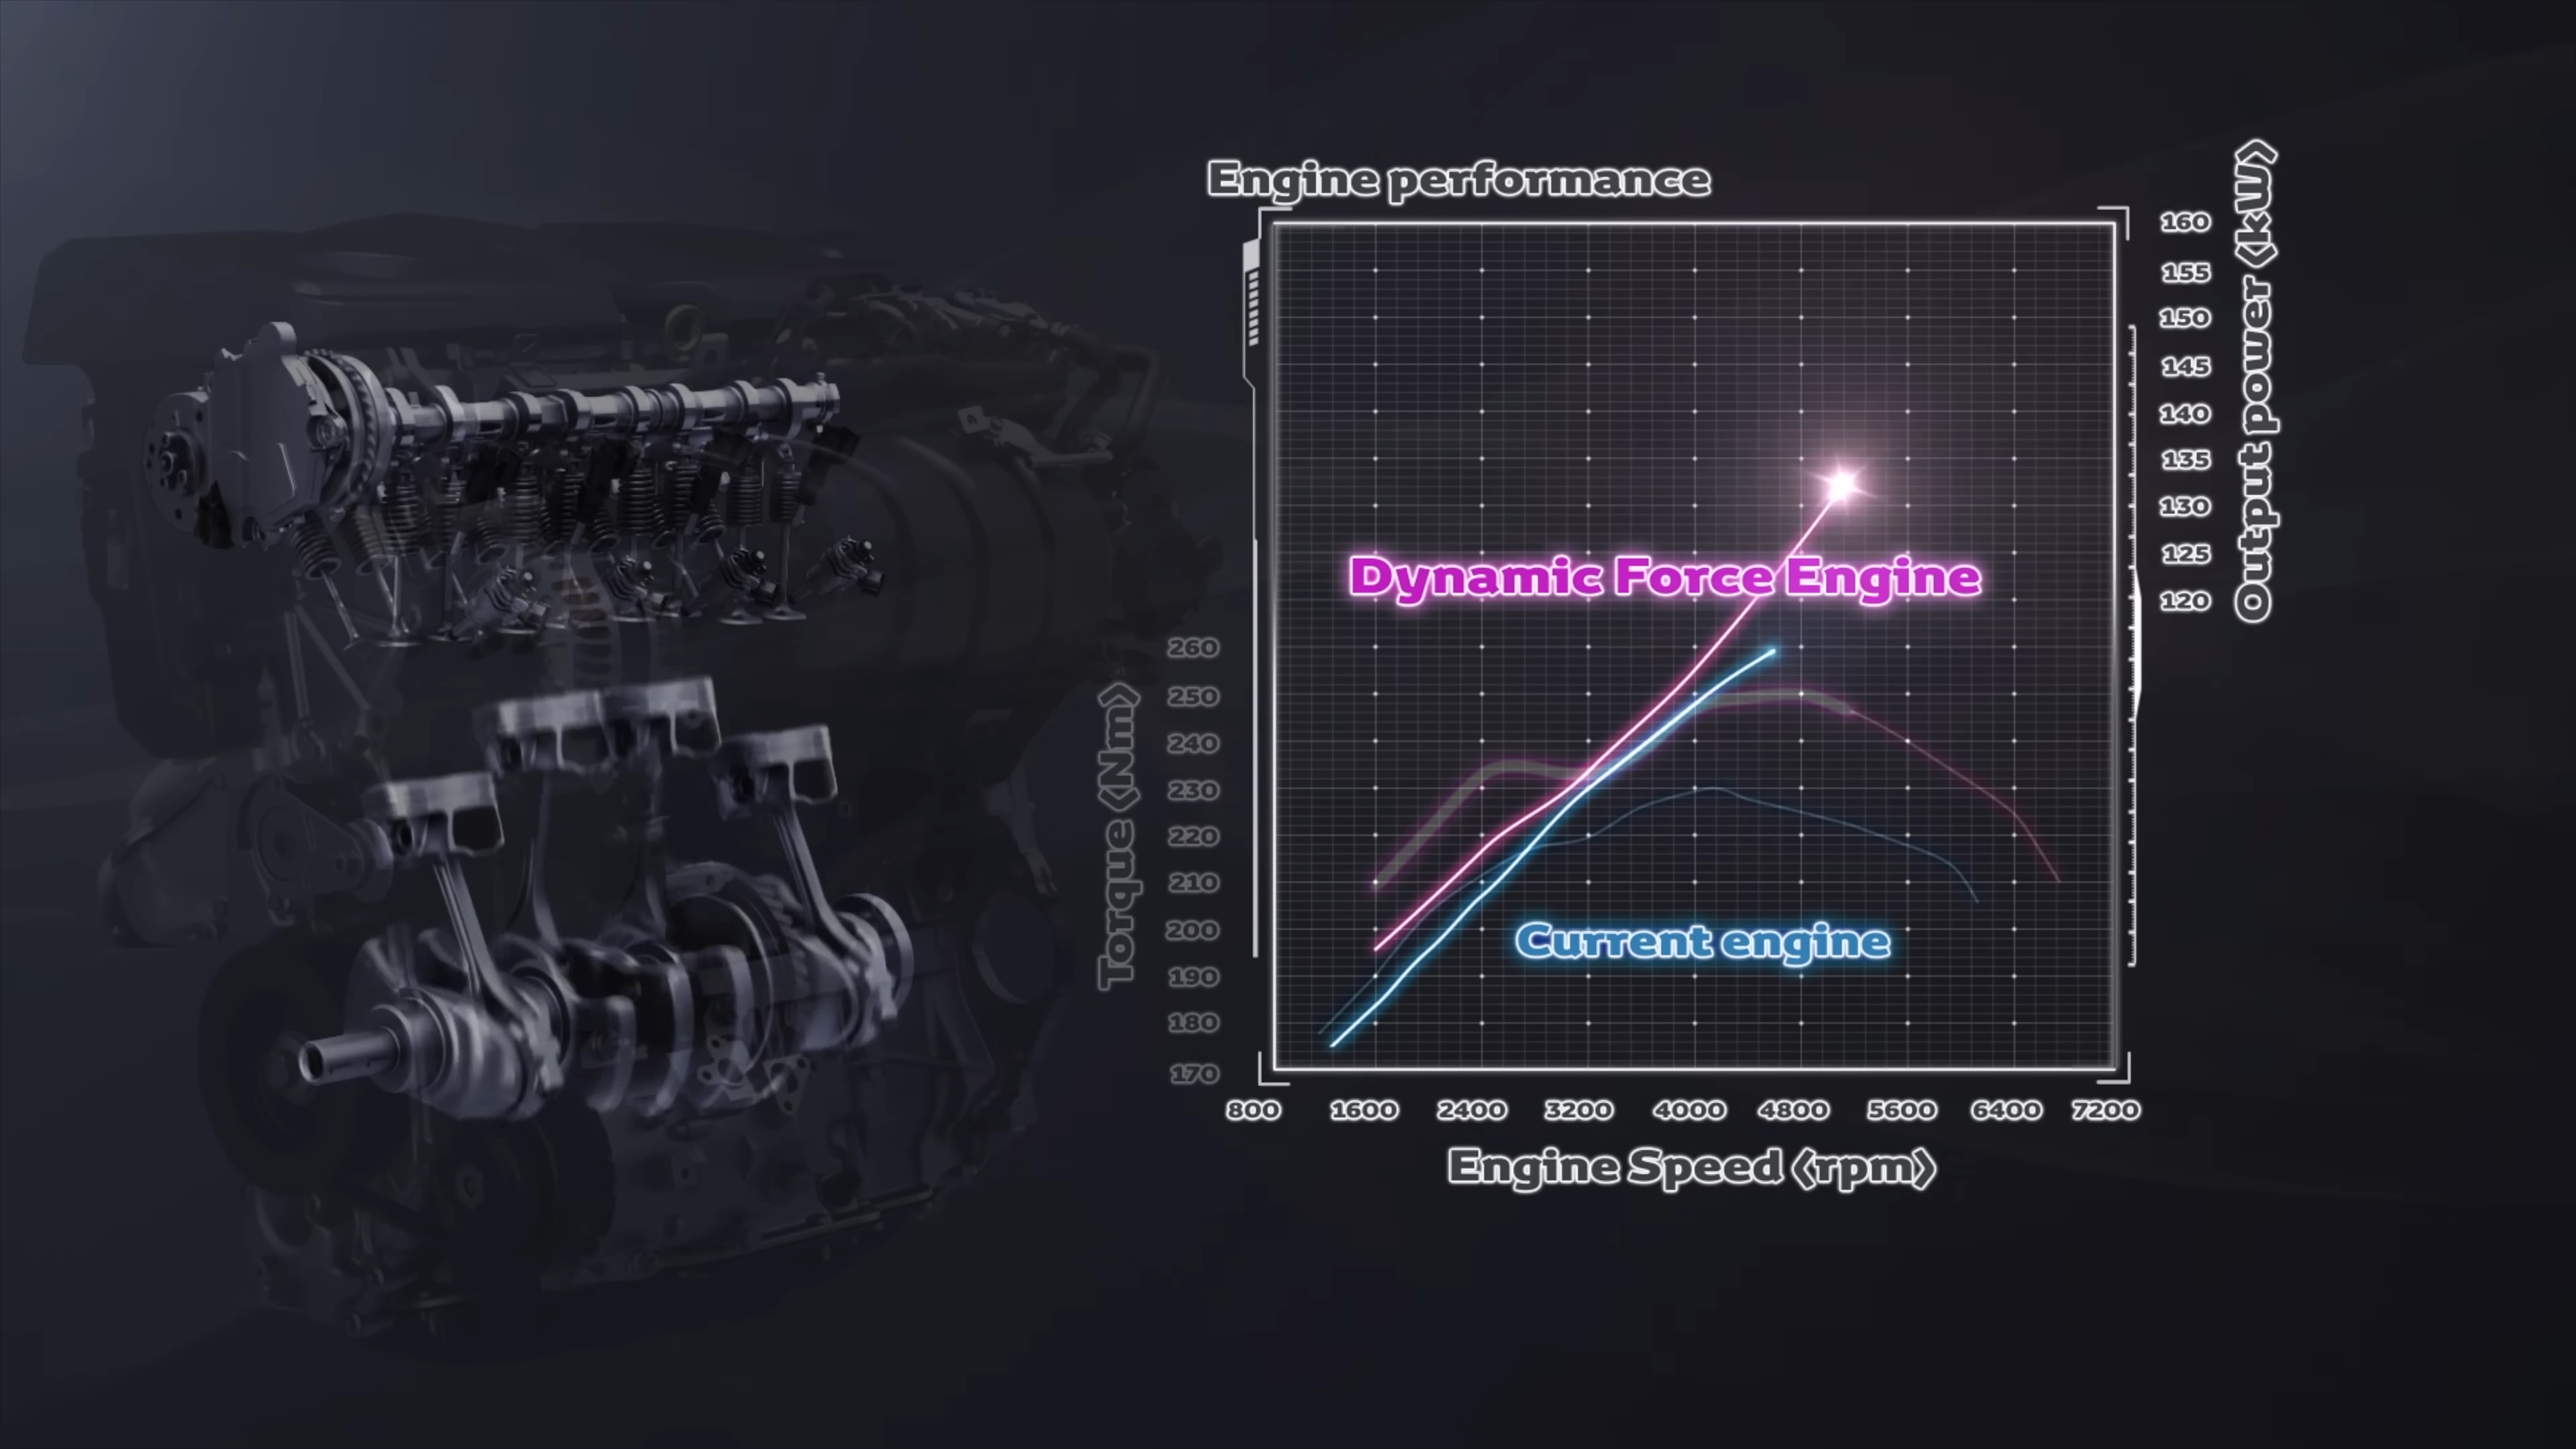 Engine performance
Output power (kW)
160
155
150
145
140
135
130
125
120
Dynamic Force Engine
Torque (Nm)
260
250
240
230
220
210
200
190
180
170
Current engine
800 1600 2400 3200 4000 4800 5600 6400 7200
Engine Speed (rpm)